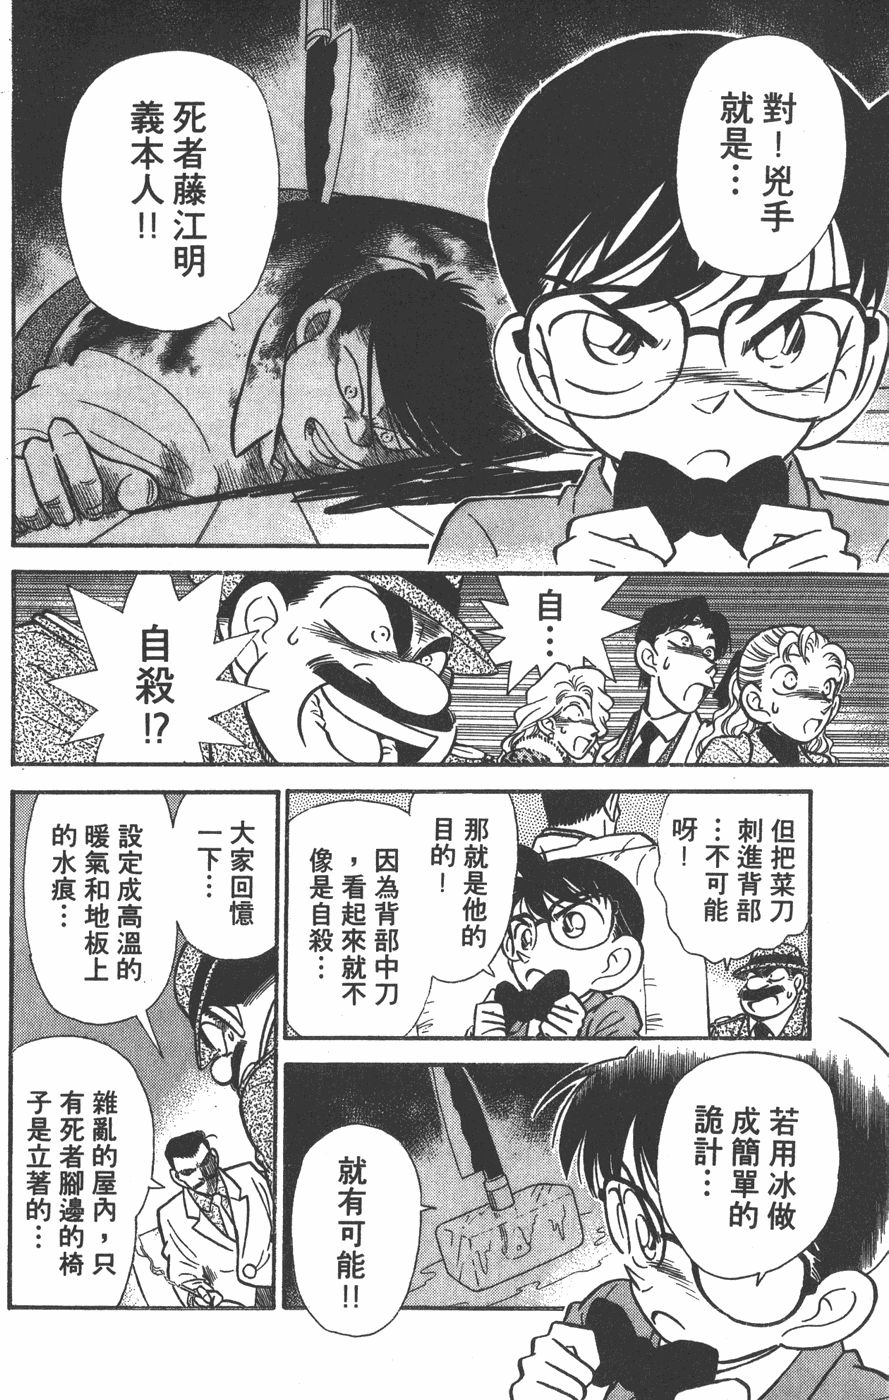 對！兇手
就是…
死者藤江明
義本人!!
自…
自殺!?
但把菜刀
刺進背部
…不可能
呀！
那就是他的
目的！
因為背部中刀
，看起來就不
像是自殺…
大家回憶
一下…
設定成高溫的
暖氣和地板上
的水痕…
若用冰做
成簡單的
詭計…
就有可能!!
雜亂的屋內，只
有死者腳邊的椅
子是立著的…